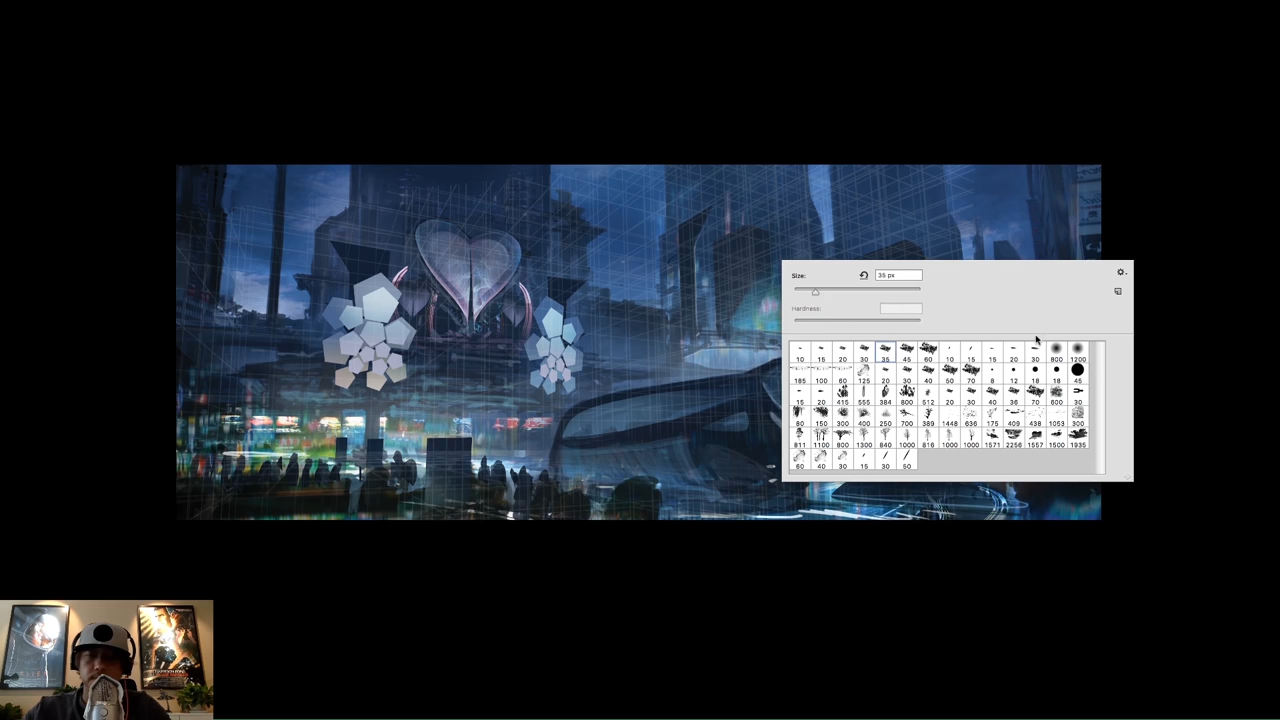 Size:
35 px
Hardness:
10 15 20 30 35 45 60 10 15 15 20 30 800 1200
185 100 60 125 20 30 40 50 70 8 12 18 18 45
15 20 415 555 384 800 512 20 30 40 36 70 600 30
80 150 300 400 250 700 389 1448 636 175 409 438 1053 300
811 1100 800 1300 840 1000 816 1000 1000 1571 2256 1557 1500 1935
60 40 30 15 30 50